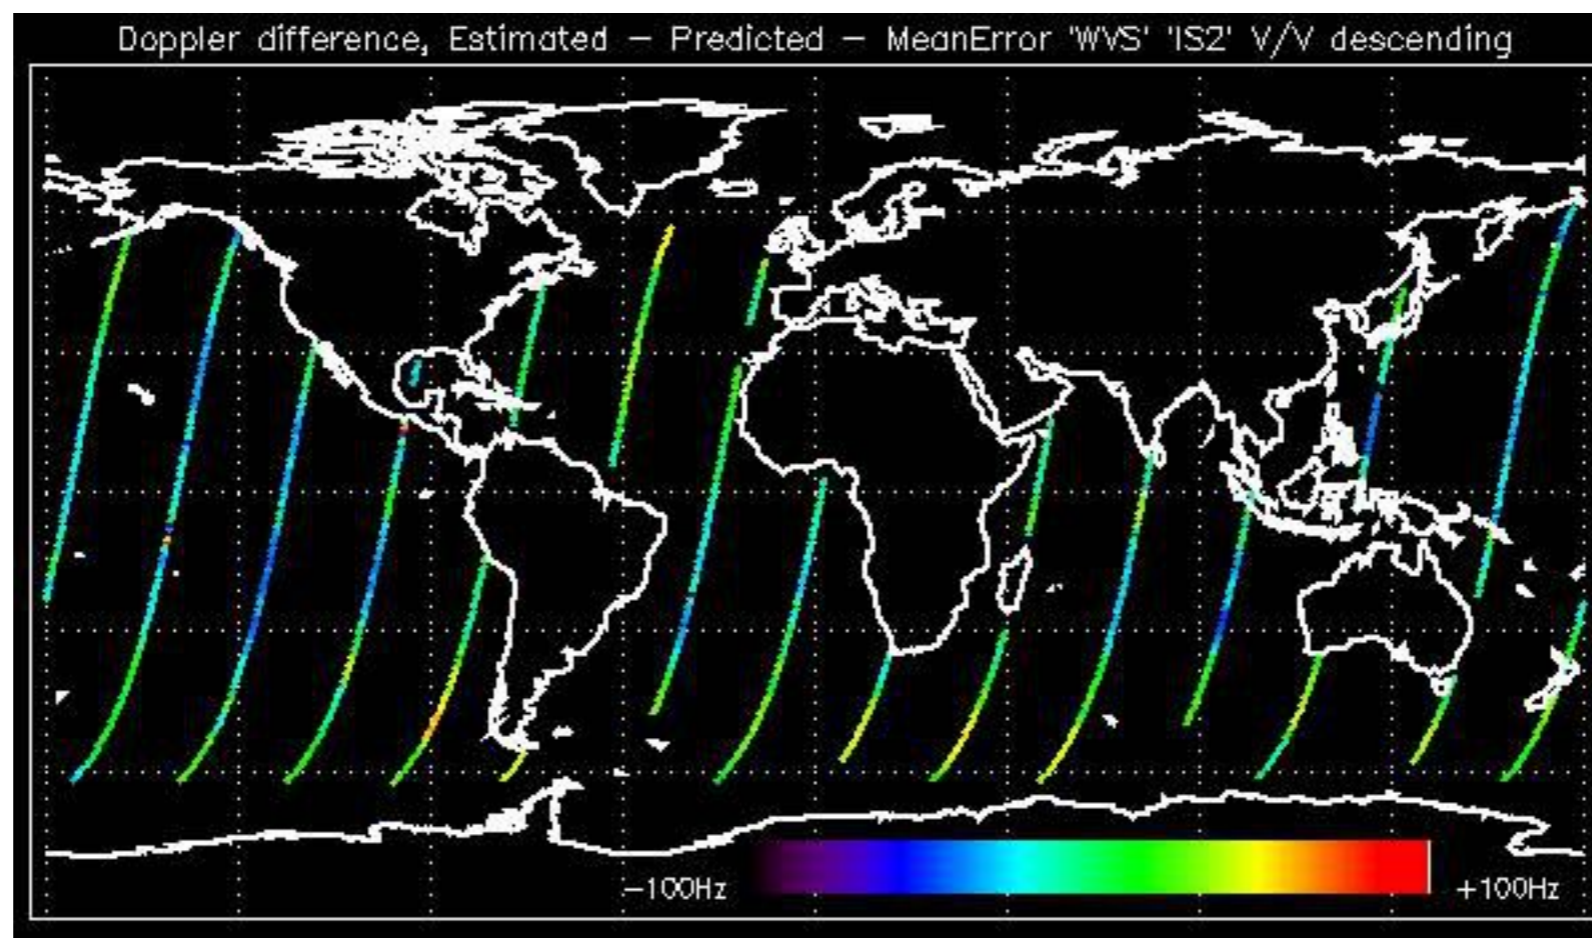 Doppler difference, Estimated – Predicted – MeanError 'WVS' 'IS2' V/V descending
–100Hz +100Hz